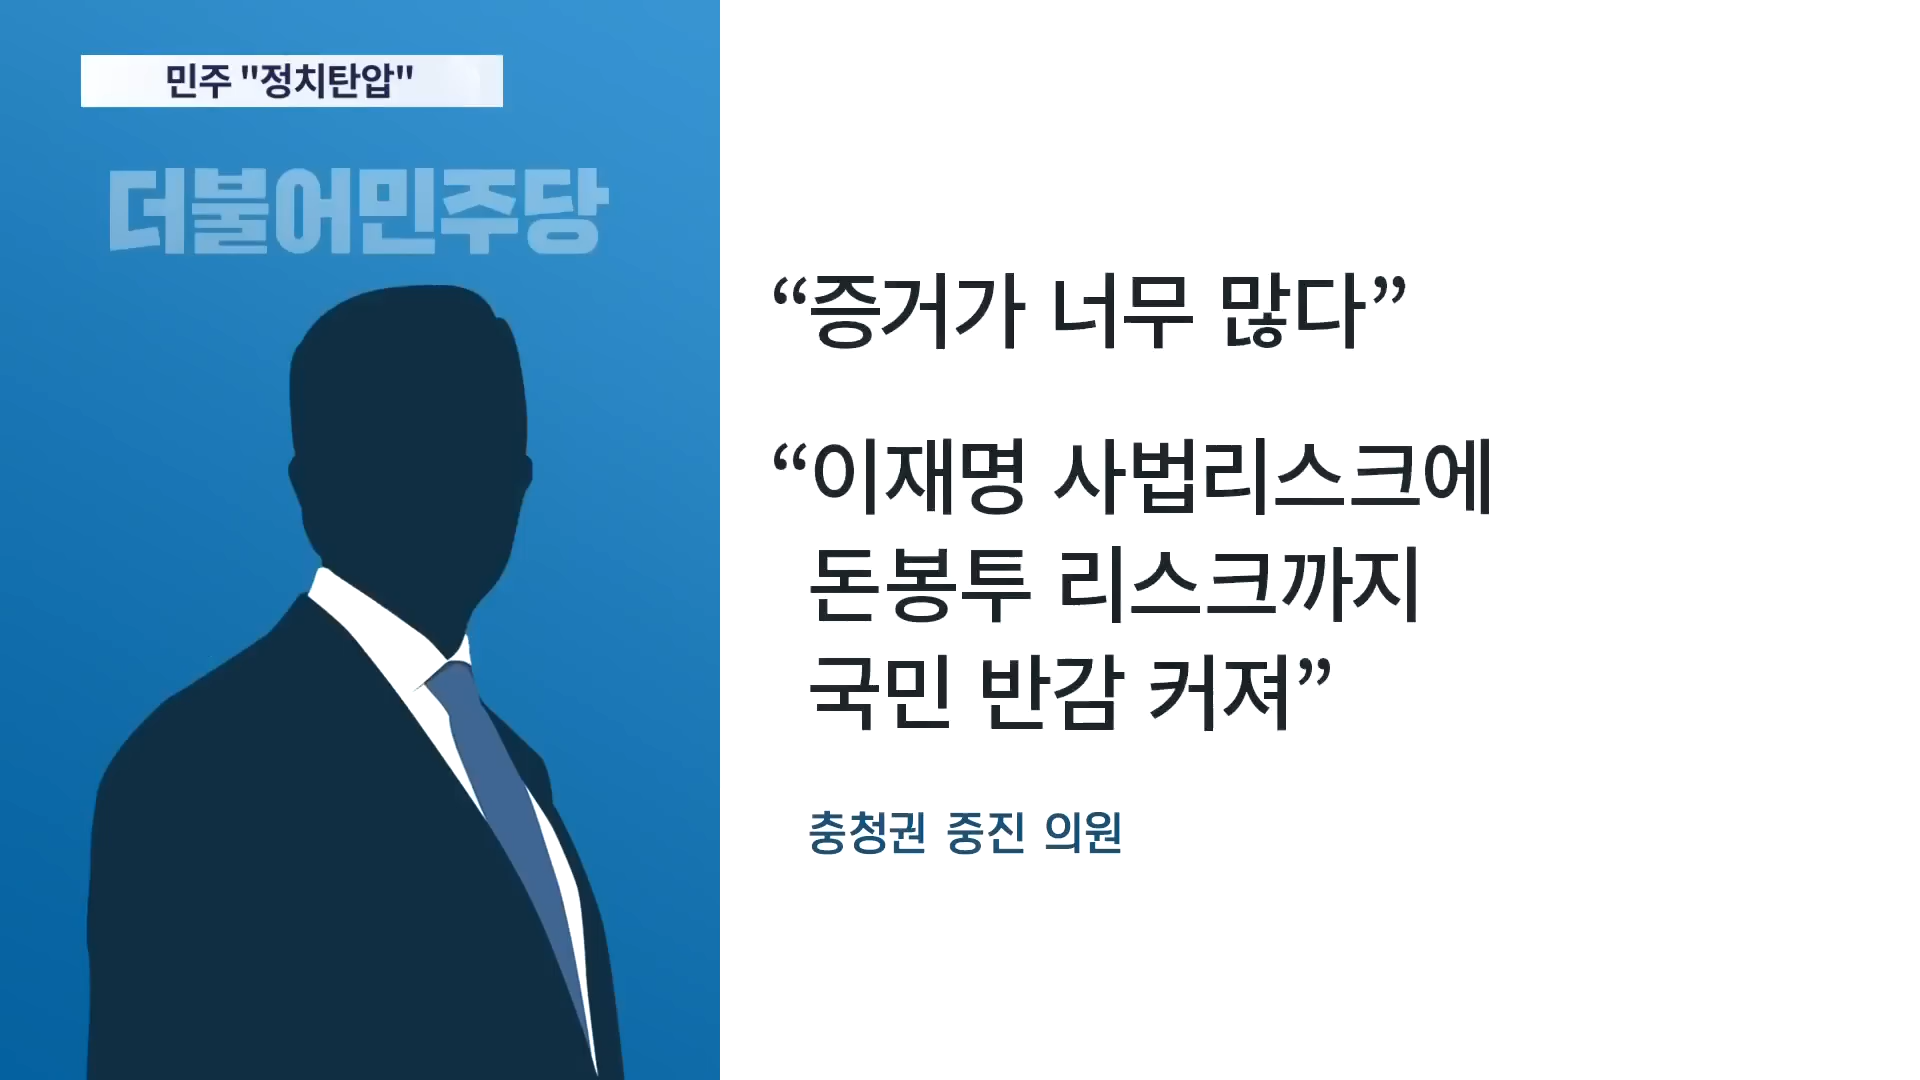 민주 "정치탄압"
더불어민주당
“증거가 너무 많다”
“이재명 사법리스크에
돈봉투 리스크까지
국민 반감 커져”
충청권 중진 의원